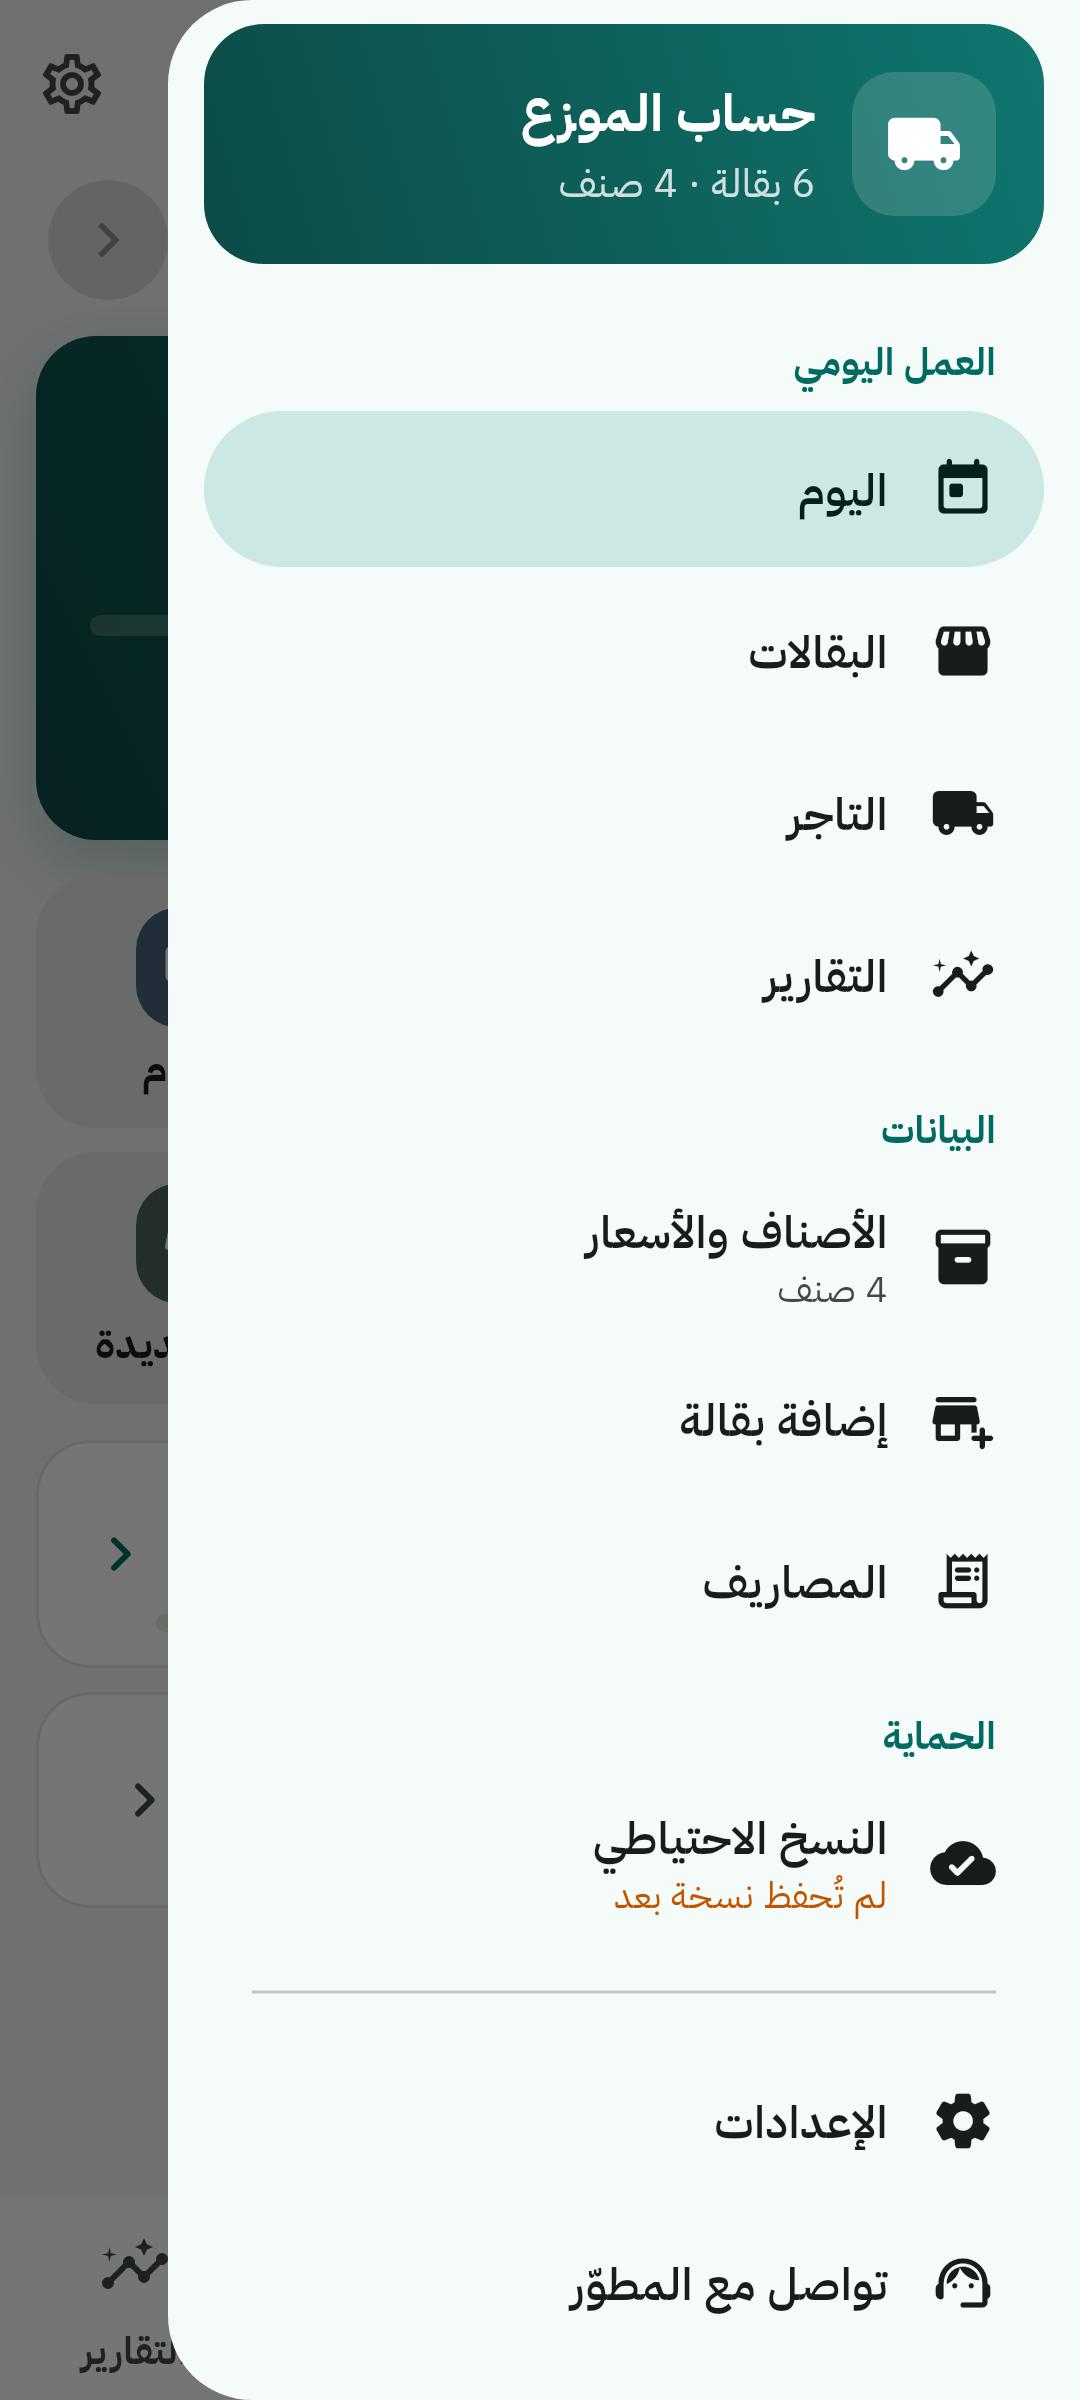 حساب الموزع
6 بقالة · 4 صنف
العمل اليومي
اليوم
البقالات
التاجر
التقارير
البيانات
الأصناف والأسعار
4 صنف
إضافة بقالة
المصاريف
الحماية
النسخ الاحتياطي
لم تُحفظ نسخة بعد
الإعدادات
تواصل مع المطوّر